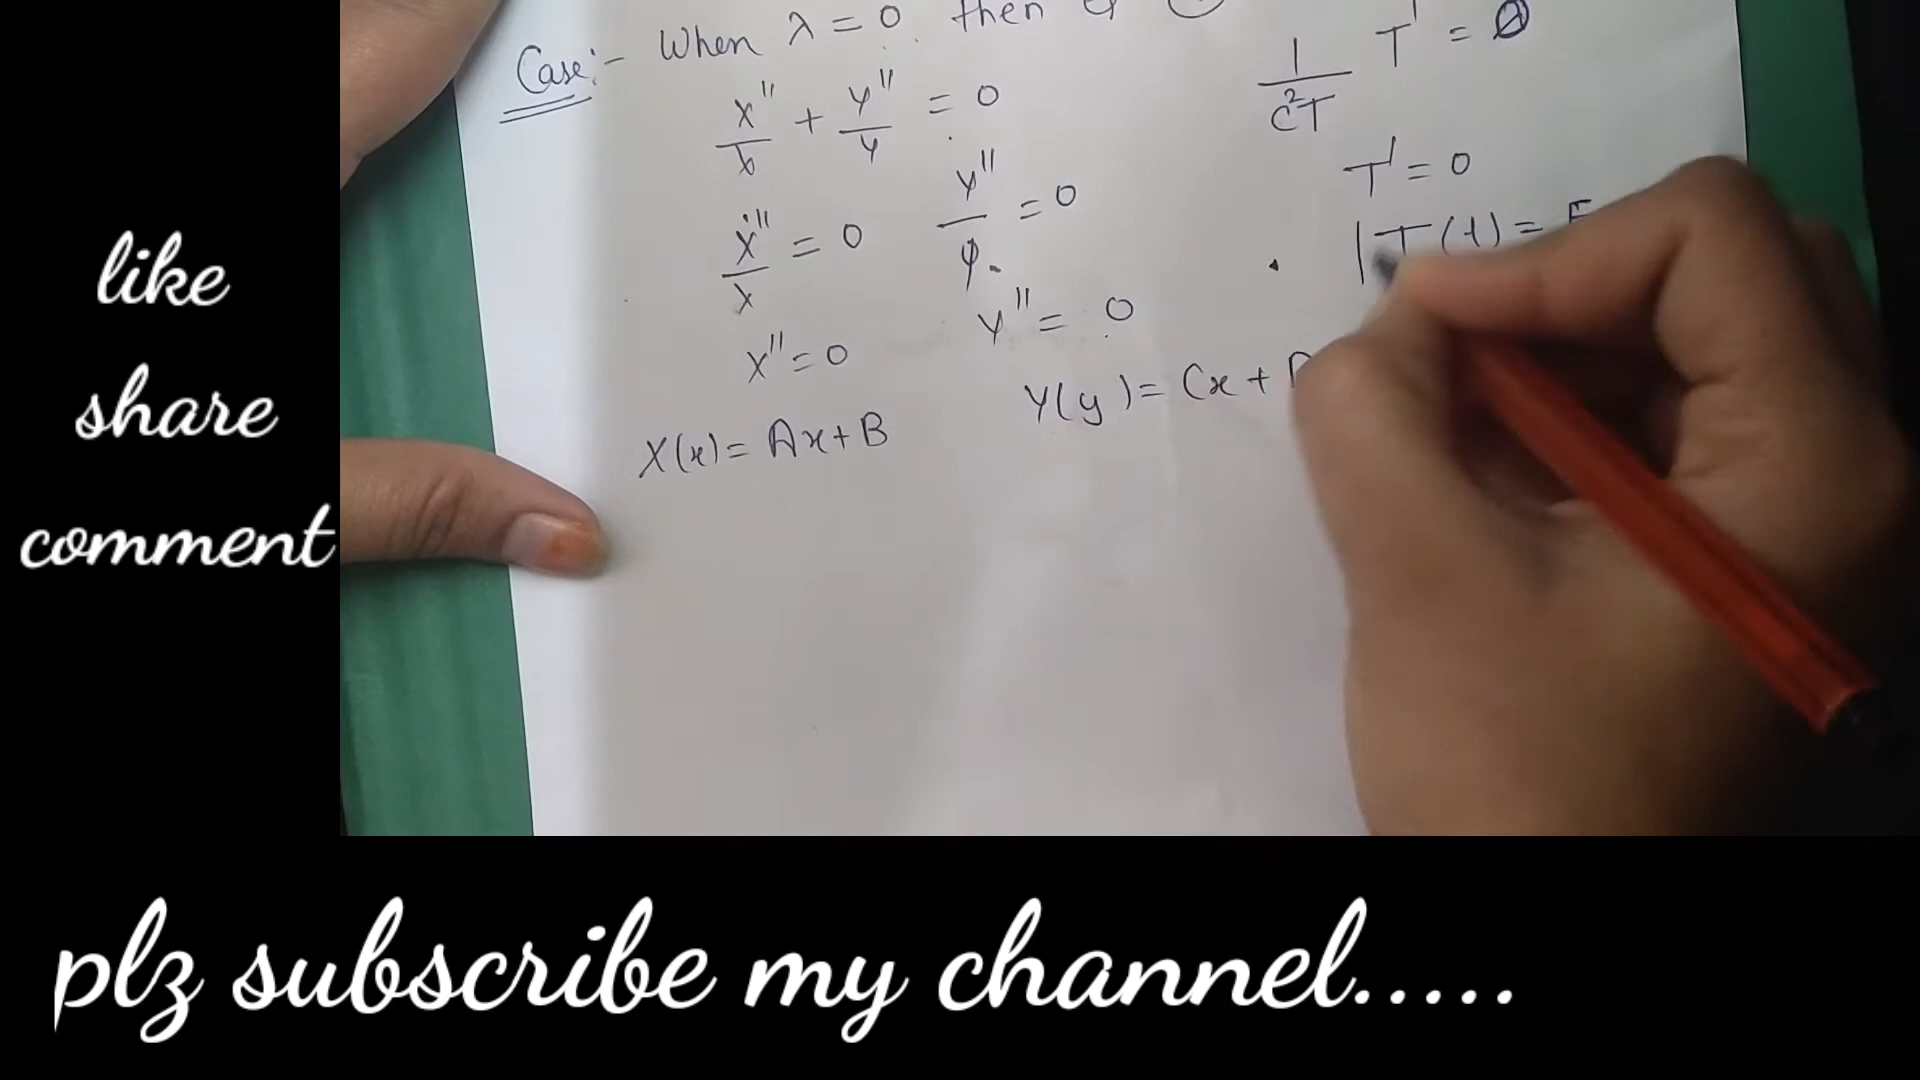 Case:- When λ = 0 then
X''/X + Y''/Y = 0
X''/X = 0
X'' = 0
X(x) = Ax + B
Y''/Y = 0
Y'' = 0
Y(y) = Cx +
1/C²T T' = 0
T' = 0
T(t) =
like
share
comment
plz subscribe my channel.....